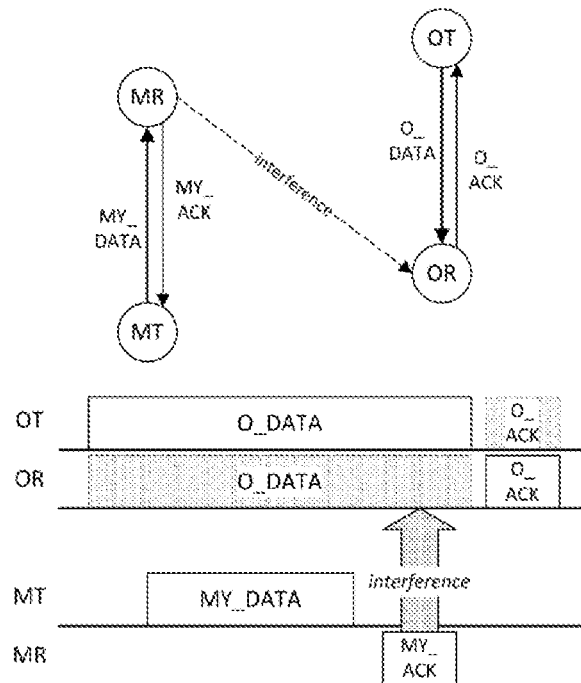 OT
MR
interference
O_
DATA
O_
ACK
MY_
ACK
MY_
DATA
OR
MT
OT
O_DATA
O_
ACK
OR
O_DATA
O_
ACK
interference
MT
MY_DATA
MR
MY_
ACK